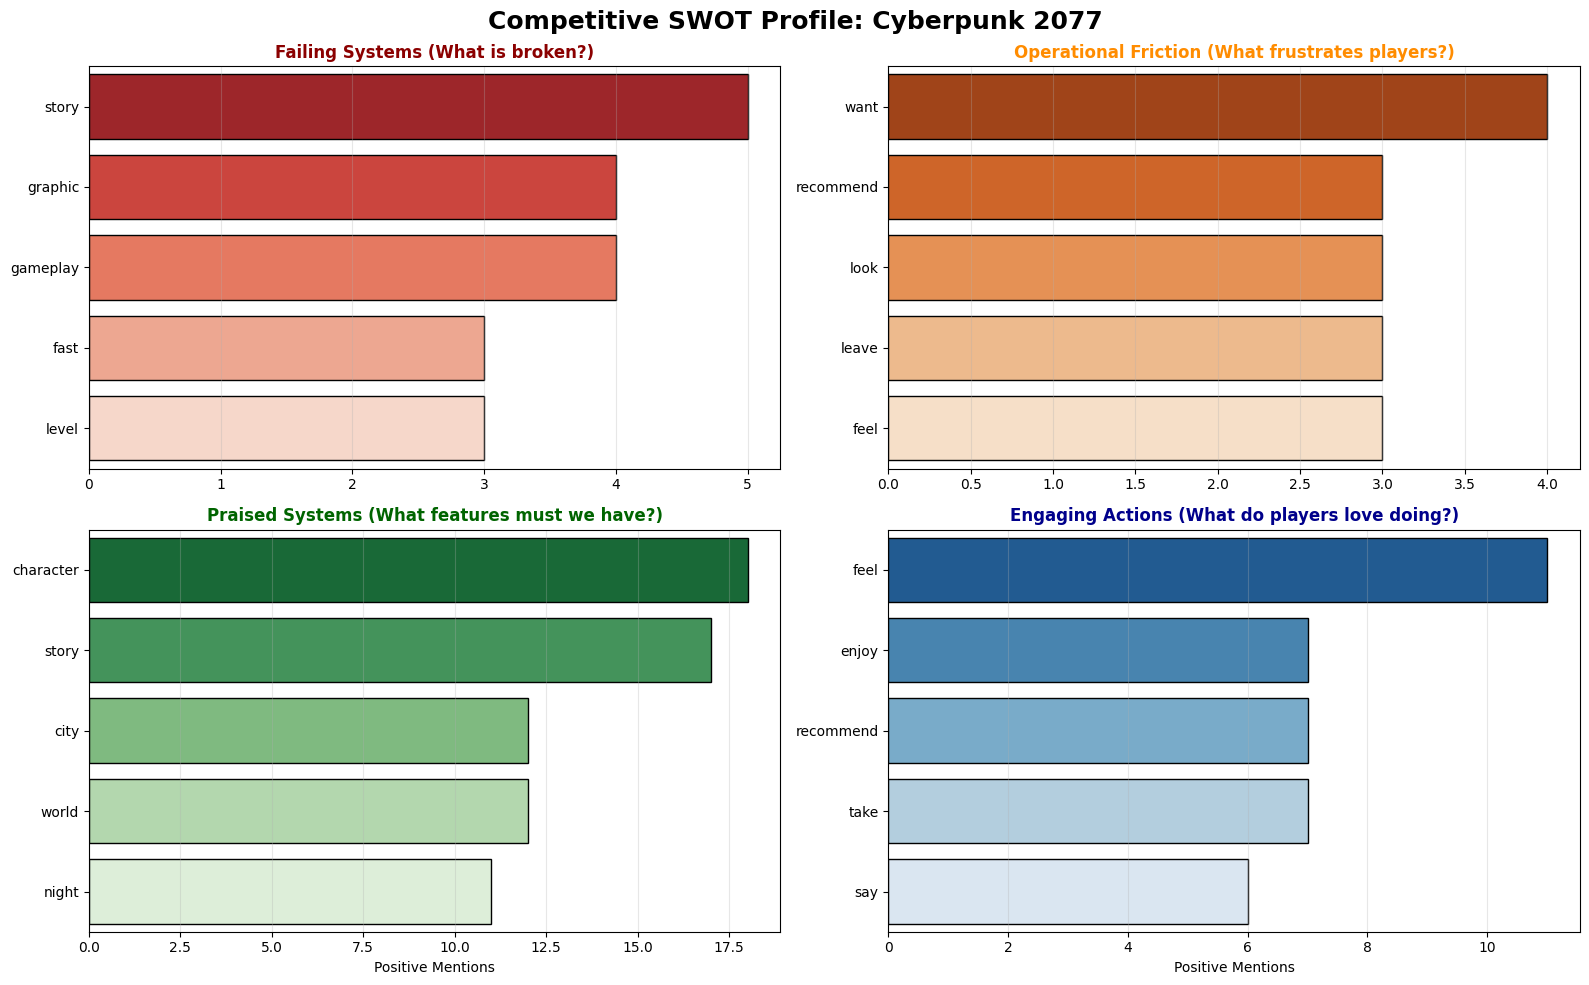 Competitive SWOT Profile: Cyberpunk 2077
Failing Systems (What is broken?)
story
graphic
gameplay
fast
level
0 1 2 3 4 5
Operational Friction (What frustrates players?)
want
recommend
look
leave
feel
0.0 0.5 1.0 1.5 2.0 2.5 3.0 3.5 4.0
Praised Systems (What features must we have?)
character
story
city
world
night
0.0 2.5 5.0 7.5 10.0 12.5 15.0 17.5
Positive Mentions
Engaging Actions (What do players love doing?)
feel
enjoy
recommend
take
say
0 2 4 6 8 10
Positive Mentions